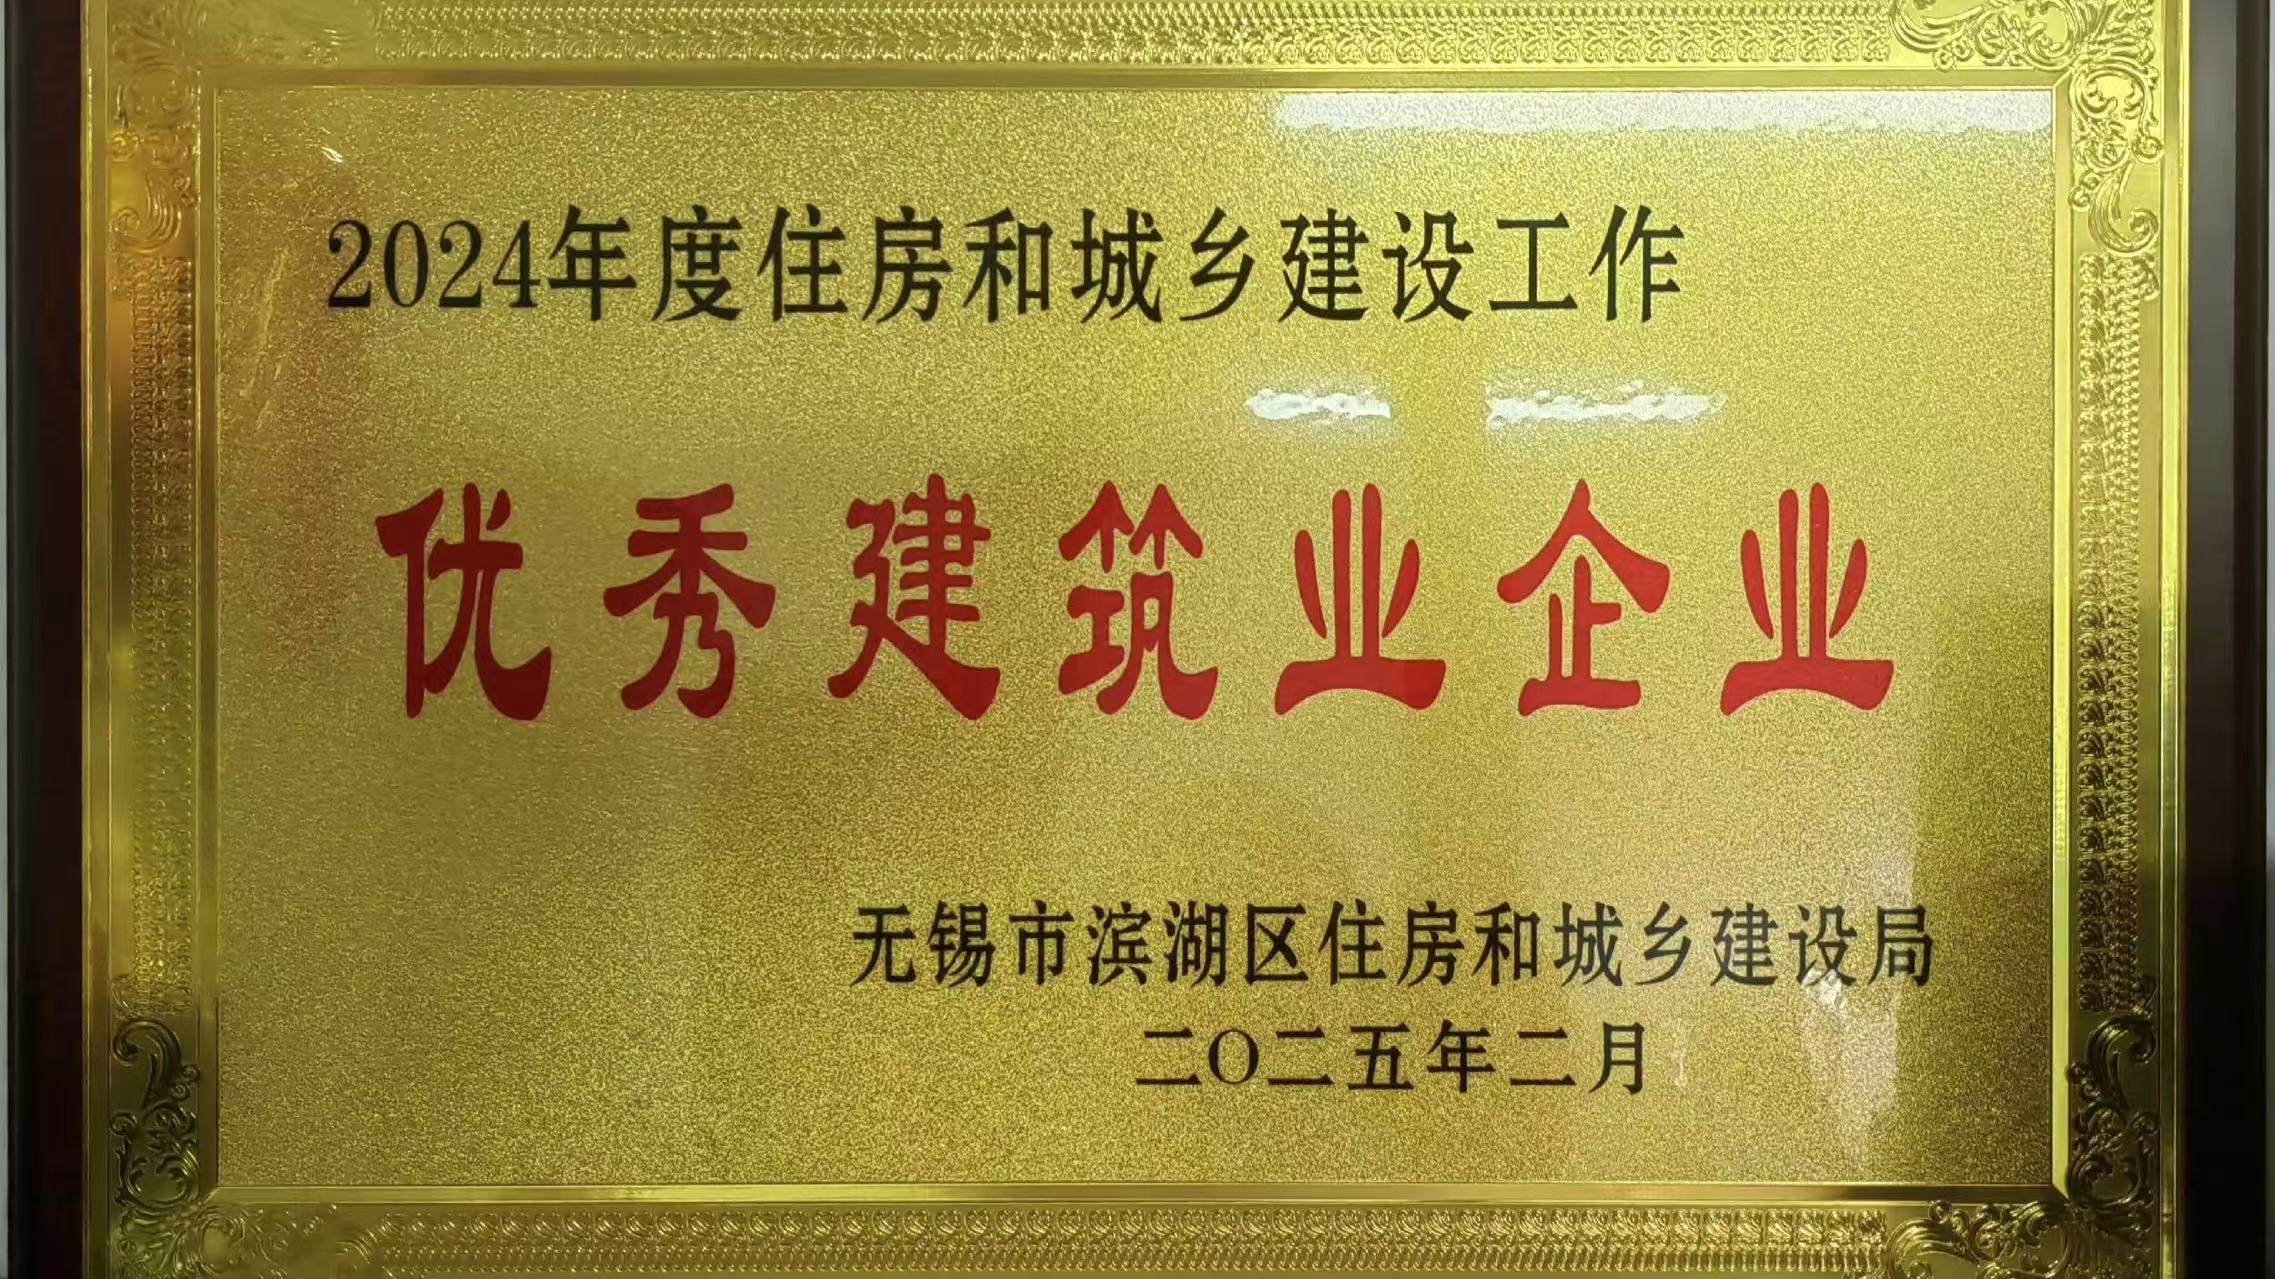 2024年度住房和城乡建设工作
优秀建筑业企业
无锡市滨湖区住房和城乡建设局
二〇二五年二月